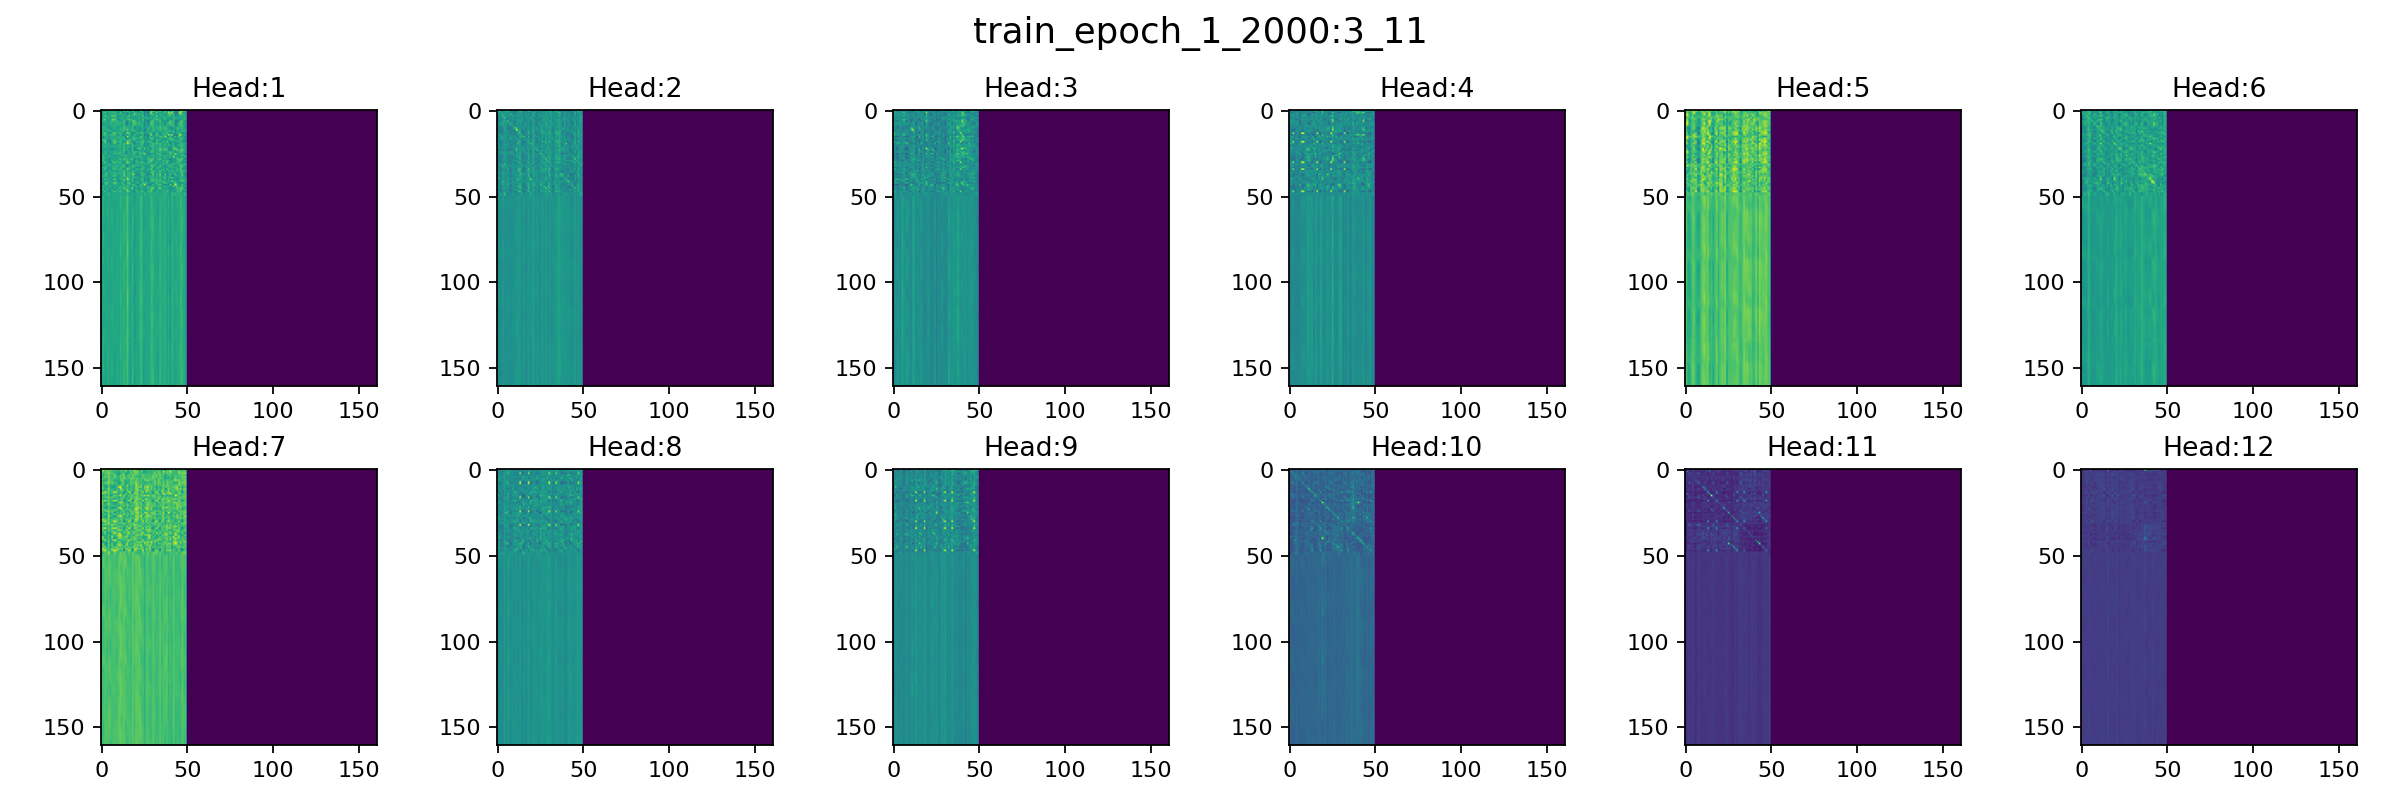 train_epoch_1_2000:3_11
Head:1 Head:2 Head:3 Head:4 Head:5 Head:6
0 0 0 0 0 0
50 50 50 50 50 50
100 100 100 100 100 100
150 150 150 150 150 150
0 50 100 150 0 50 100 150 0 50 100 150 0 50 100 150 0 50 100 150 0 50 100 150
Head:7 Head:8 Head:9 Head:10 Head:11 Head:12
0 0 0 0 0 0
50 50 50 50 50 50
100 100 100 100 100 100
150 150 150 150 150 150
0 50 100 150 0 50 100 150 0 50 100 150 0 50 100 150 0 50 100 150 0 50 100 150